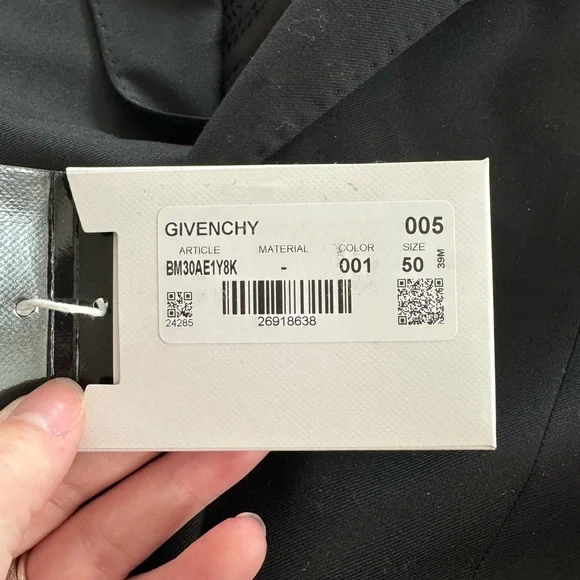 GIVENCHY 005
ARTICLE MATERIAL COLOR SIZE
BM30AE1Y8K - 001 50 39M
24285 26918638